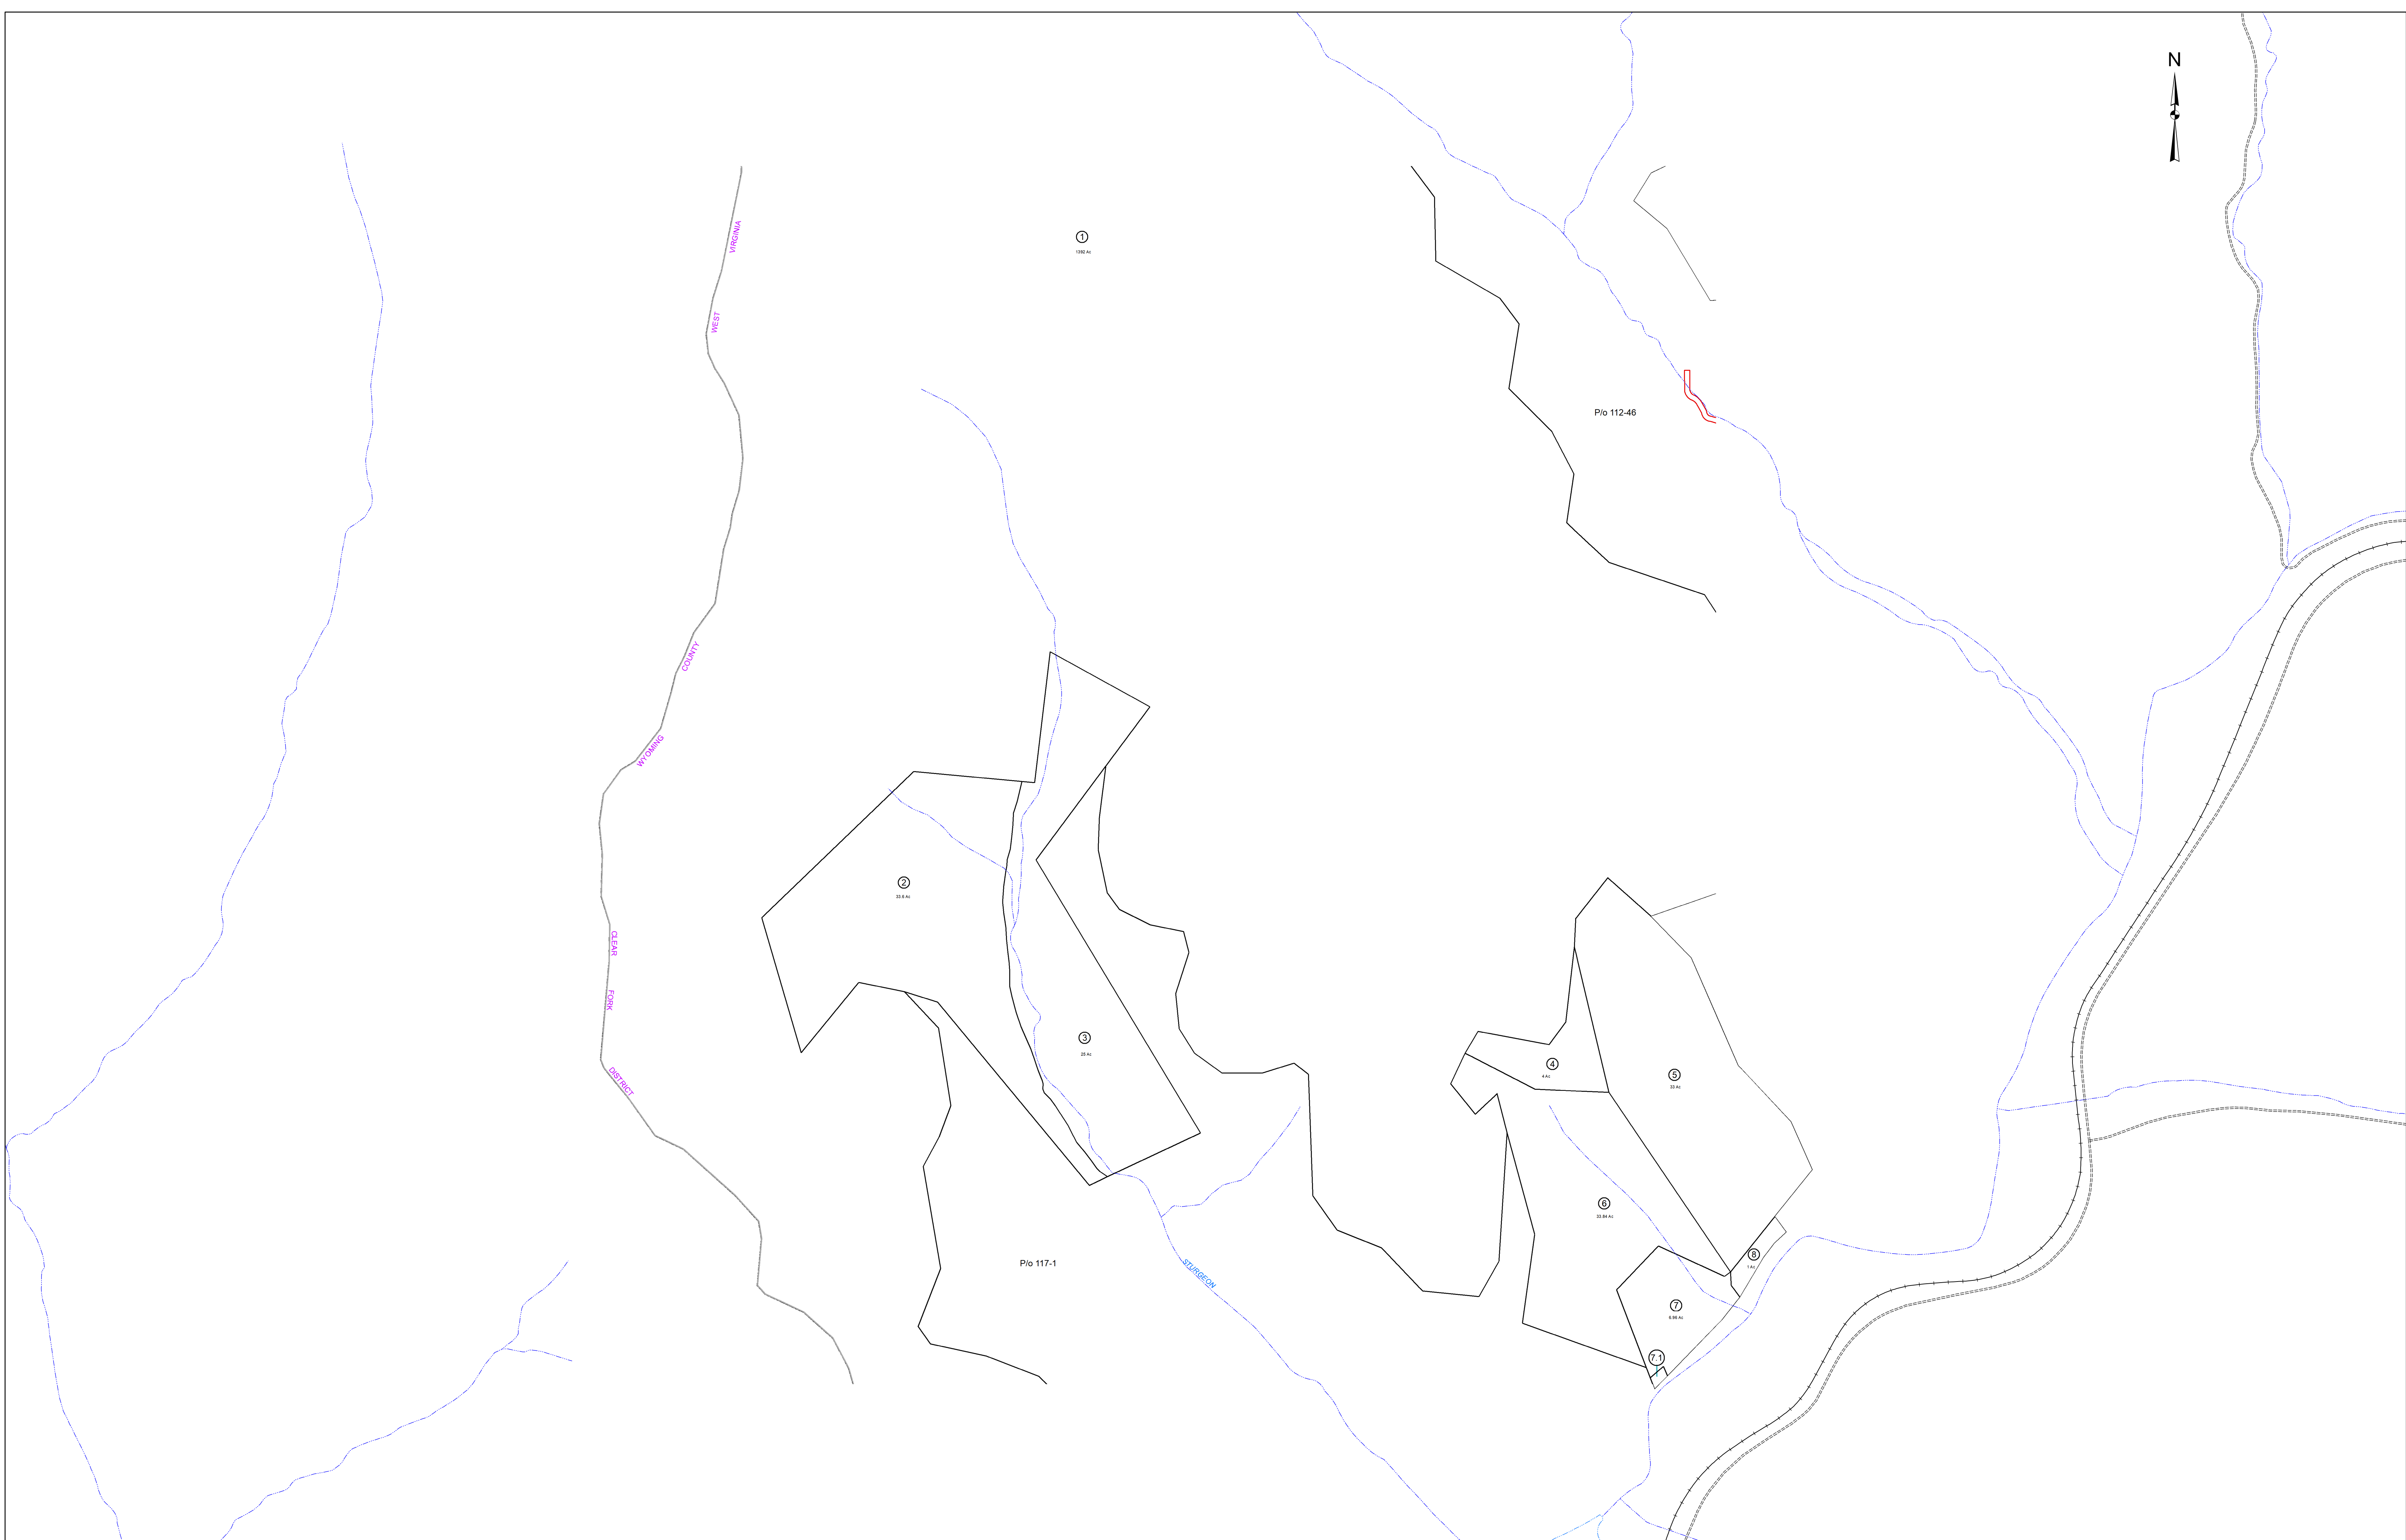 N
VIRGINIA
1
1392 Ac
WEST
P/o 112-46
COUNTY
WYOMING
2
33.6 Ac
CLEAR
FORK
3
28 Ac
DISTRICT
4
4 Ac
5
33 Ac
6
33.84 Ac
8
1 Ac
P/o 117-1
STURGEON
7
8.96 Ac
7.1